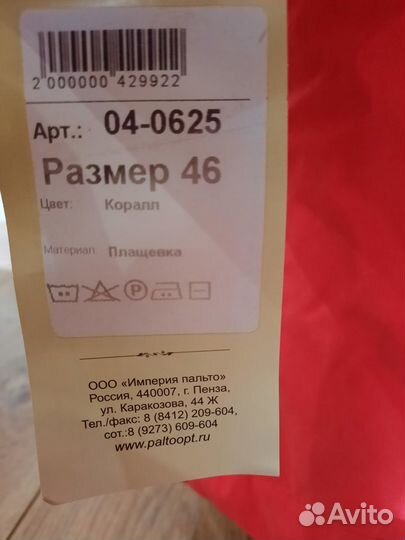 2 000000 429922
Арт.: 04-0625
Размер 46
Цвет: Коралл
Материал: Плащевка
P
ООО «Империя пальто»
Россия, 440007, г. Пенза,
ул. Каракозова, 44 Ж
Тел./факс: 8 (8412) 209-604,
сот.:8 (9273) 609-604
www.paltoopt.ru
Avito